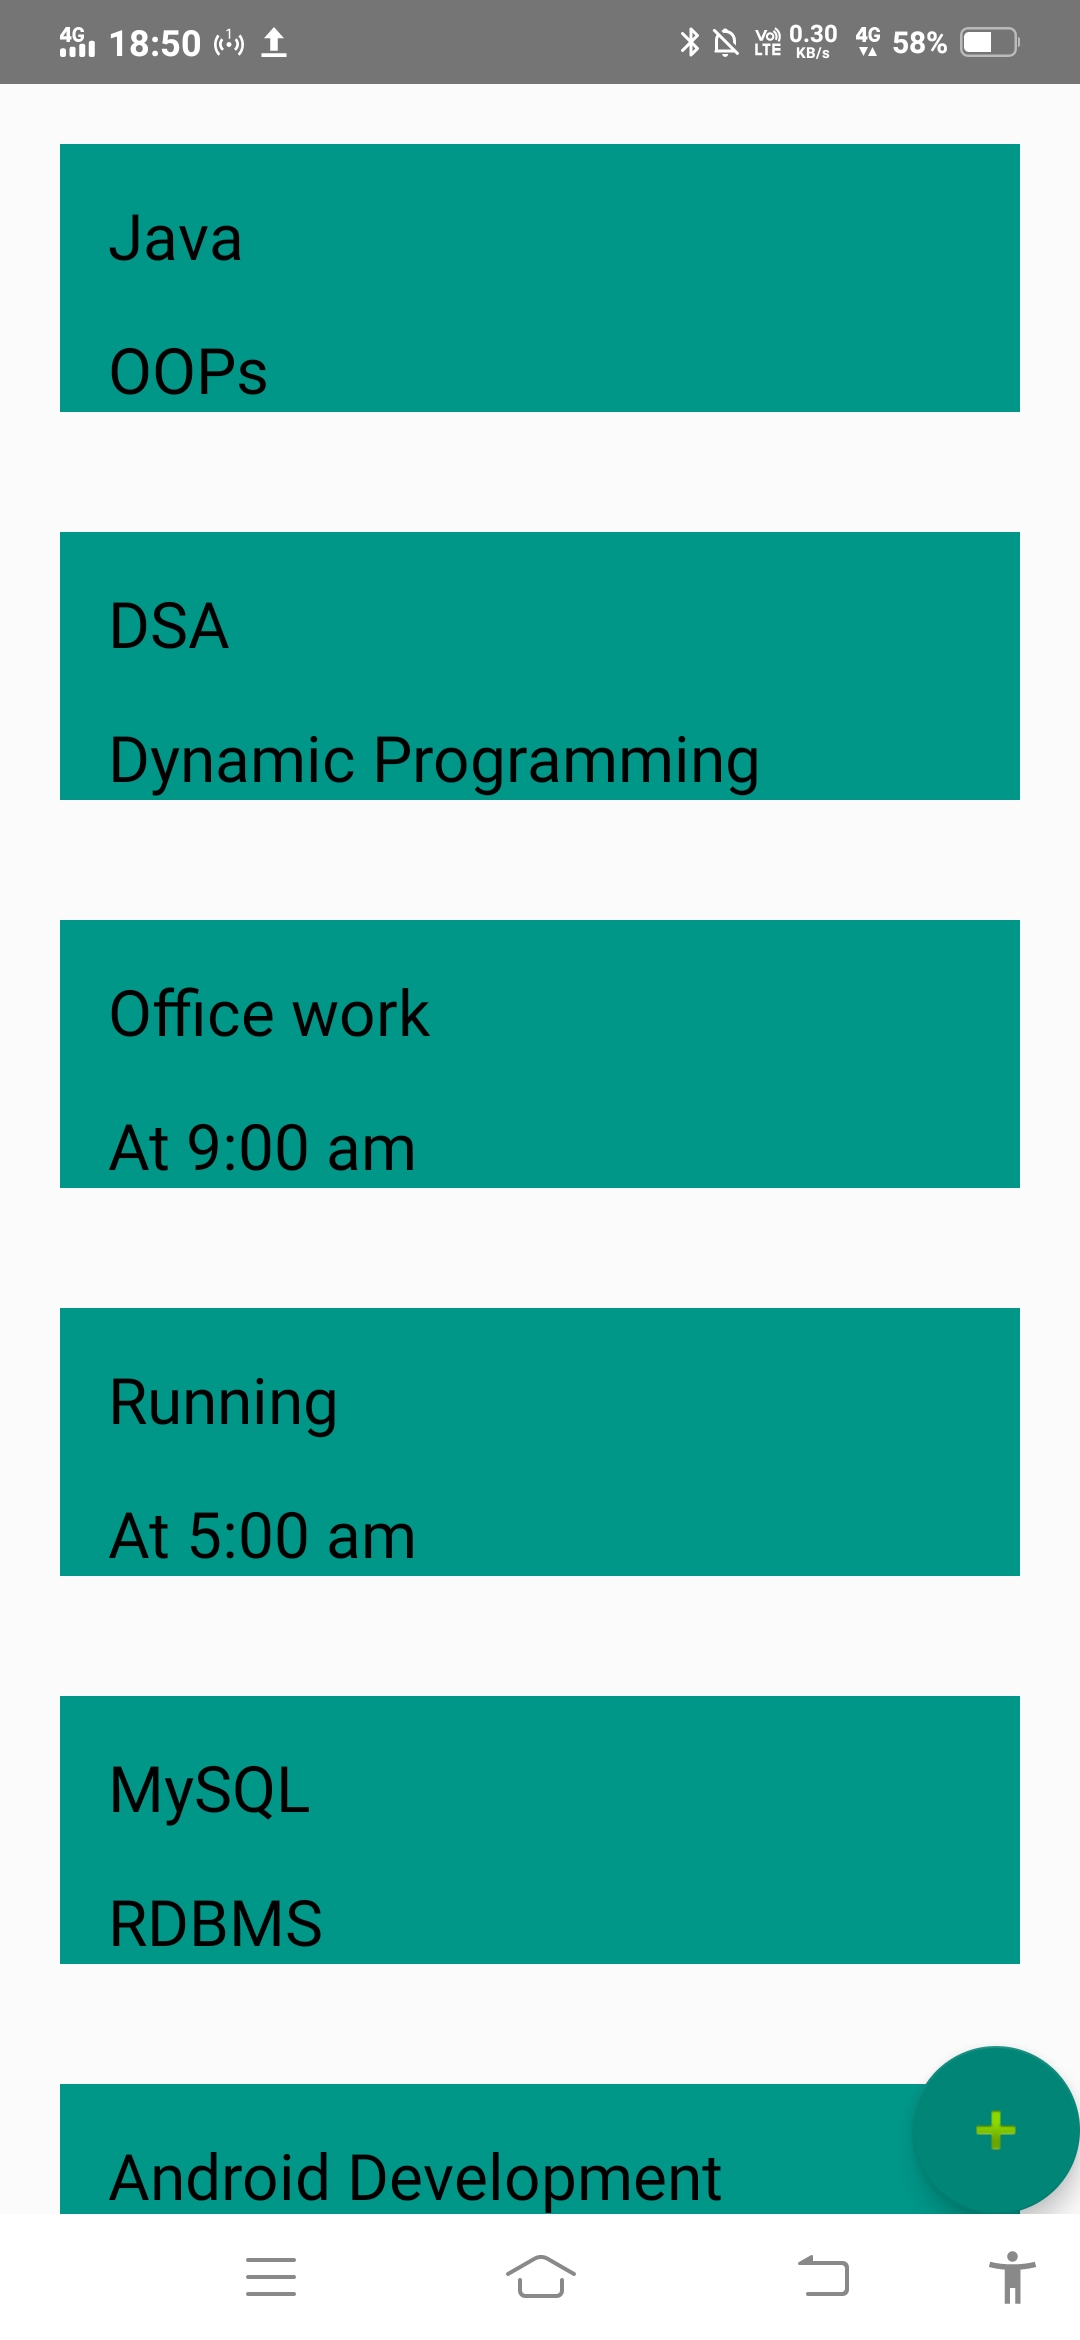 4G 18:50 1 Vo) LTE 0.30 KB/s 4G 58%
Java
OOPs
DSA
Dynamic Programming
Office work
At 9:00 am
Running
At 5:00 am
MySQL
RDBMS
Android Development